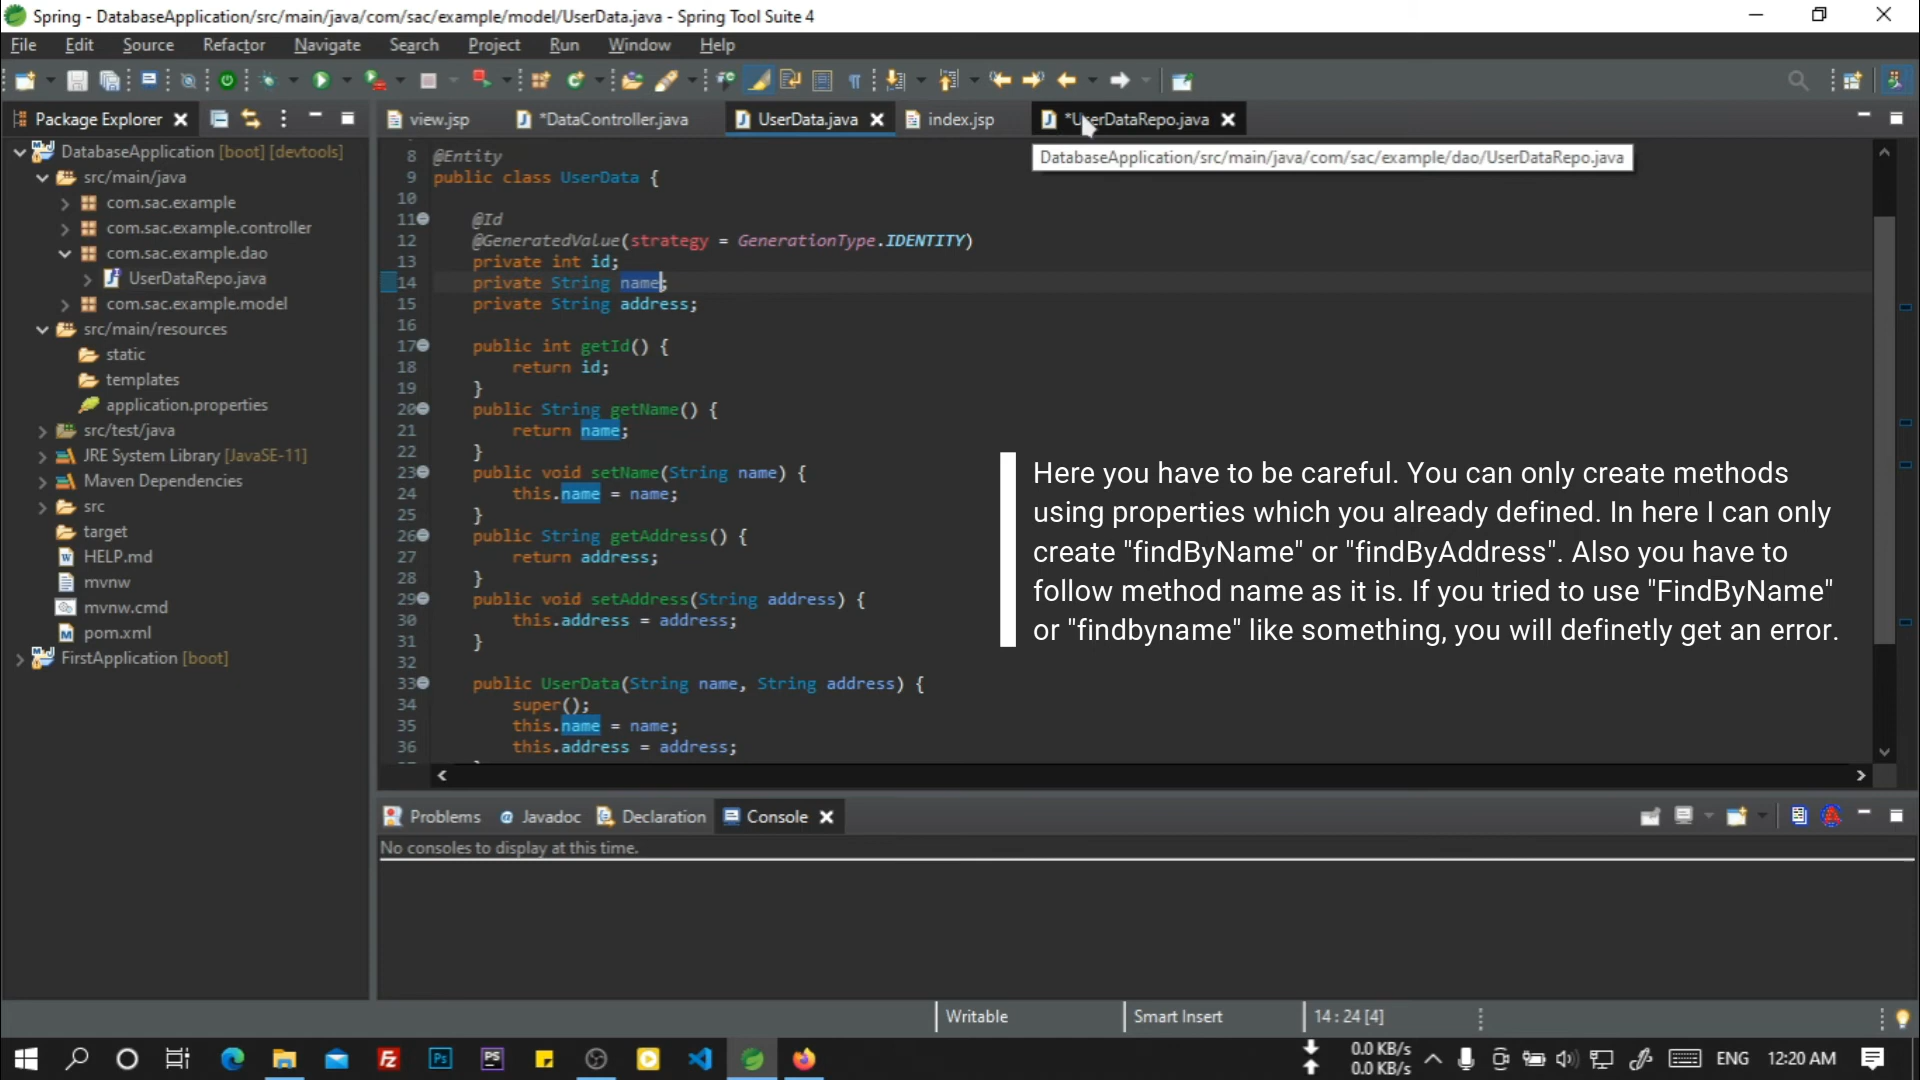 Spring - DatabaseApplication/src/main/java/com/sac/example/model/UserData.java - Spring Tool Suite 4
File Edit Source Refactor Navigate Search Project Run Window Help
Package Explorer
view.jsp *DataController.java UserData.java index.jsp *UserDataRepo.java
DatabaseApplication/src/main/java/com/sac/example/dao/UserDataRepo.java
DatabaseApplication [boot] [devtools]
src/main/java
com.sac.example
com.sac.example.controller
com.sac.example.dao
UserDataRepo.java
com.sac.example.model
src/main/resources
static
templates
application.properties
src/test/java
JRE System Library [JavaSE-11]
Maven Dependencies
src
target
HELP.md
mvnw
mvnw.cmd
pom.xml
FirstApplication [boot]
8 @Entity
9 public class UserData {
10
11 @Id
12 @GeneratedValue(strategy = GenerationType.IDENTITY)
13 private int id;
14 private String name;
15 private String address;
16
17 public int getId() {
18 return id;
19 }
20 public String getName() {
21 return name;
22 }
23 public void setName(String name) {
24 this.name = name;
25 }
26 public String getAddress() {
27 return address;
28 }
29 public void setAddress(String address) {
30 this.address = address;
31 }
32
33 public UserData(String name, String address) {
34 super();
35 this.name = name;
36 this.address = address;
Here you have to be careful. You can only create methods
using properties which you already defined. In here I can only
create "findByName" or "findByAddress". Also you have to
follow method name as it is. If you tried to use "FindByName"
or "findbyname" like something, you will definetly get an error.
Problems Javadoc Declaration Console
No consoles to display at this time.
Writable Smart Insert 14 : 24 [4]
0.0 KB/s
0.0 KB/s
ENG 12:20 AM